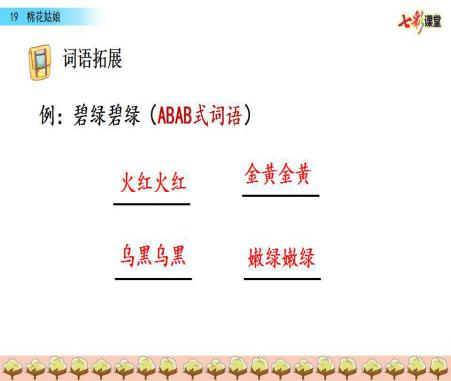 19 棉花姑娘
七彩课堂
词语拓展
例：碧绿碧绿（ABAB式词语）
火红火红 金黄金黄
乌黑乌黑 嫩绿嫩绿